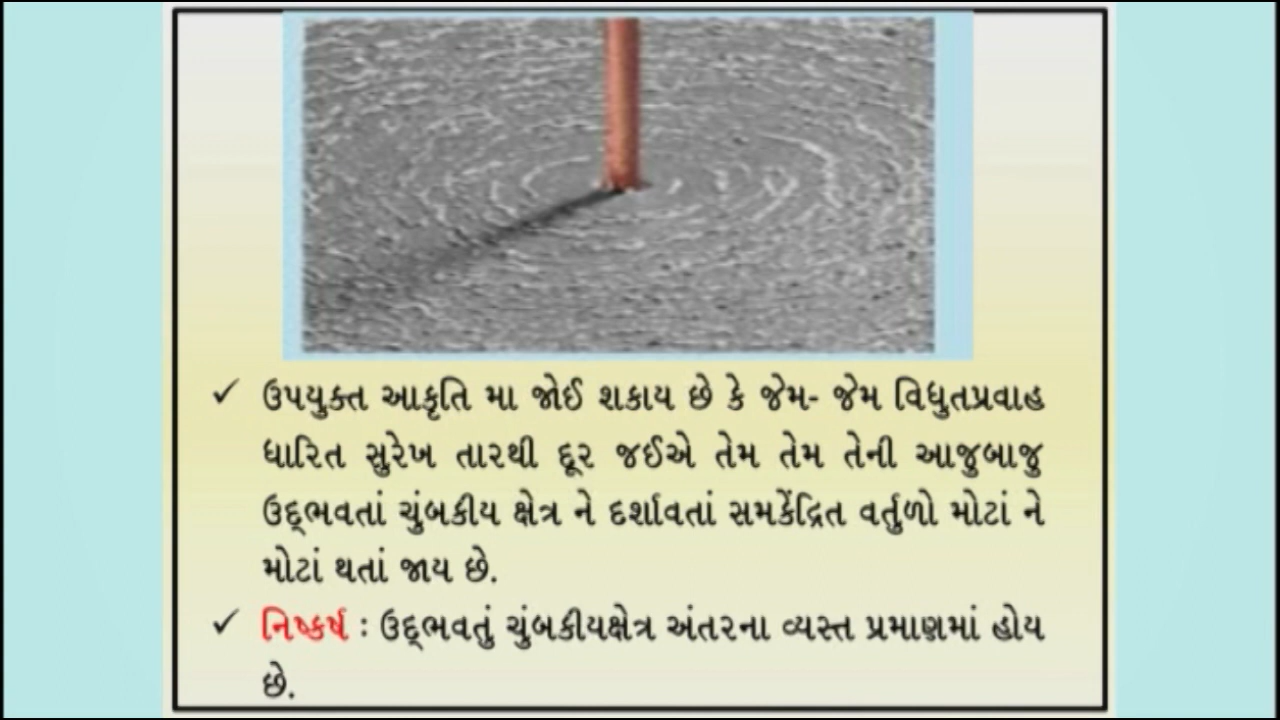 ✓ ઉપયુક્ત આકૃતિ મા જોઈ શકાય છે કે જેમ- જેમ વિધુતપ્રવાહ
ધારિત સુરેખ તારથી દૂર જઈએ તેમ તેમ તેની આજુબાજુ
ઉદ્ભવતાં ચુંબકીય ક્ષેત્ર ને દર્શાવતાં સમકેંદ્રિત વર્તુળો મોટાં ને
મોટાં થતાં જાય છે.
✓ નિષ્કર્ષ : ઉદ્ભવતું ચુંબકીયક્ષેત્ર અંતરના વ્યસ્ત પ્રમાણમાં હોય
છે.